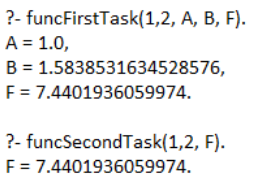 ?- funcFirstTask(1,2, A, B, F).
A = 1.0,
B = 1.5838531634528576,
F = 7.4401936059974.
?- funcSecondTask(1,2, F).
F = 7.4401936059974.